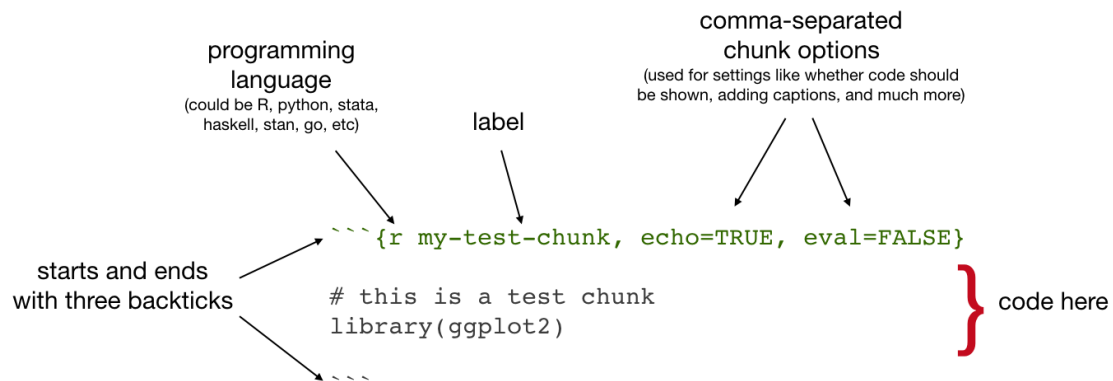 programming
language
(could be R, python, stata,
haskell, stan, go, etc)
label
comma-separated
chunk options
(used for settings like whether code should
be shown, adding captions, and much more)
```{r my-test-chunk, echo=TRUE, eval=FALSE}
starts and ends
with three backticks
# this is a test chunk
library(ggplot2)
} code here
```